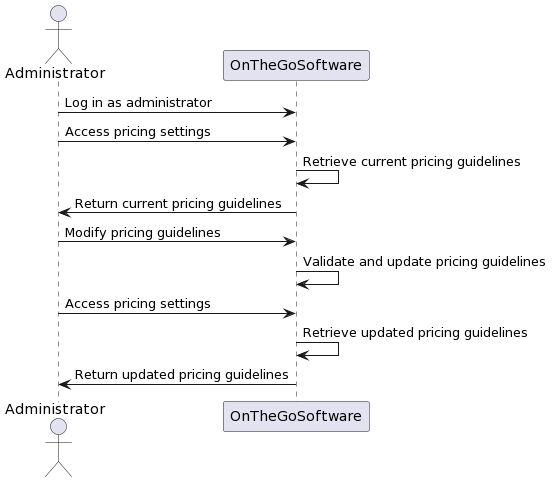 Administrator
OnTheGoSoftware
Log in as administrator
Access pricing settings
Retrieve current pricing guidelines
Return current pricing guidelines
Modify pricing guidelines
Validate and update pricing guidelines
Access pricing settings
Retrieve updated pricing guidelines
Return updated pricing guidelines
Administrator
OnTheGoSoftware